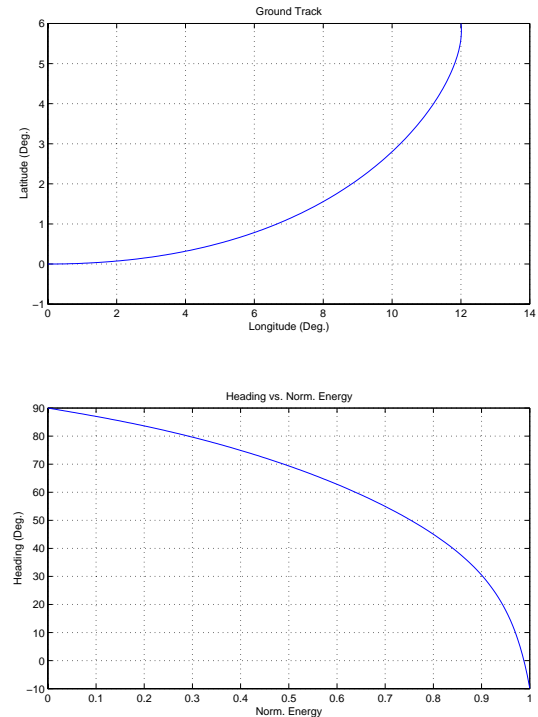 Ground Track
6
5
4
3
2
1
0
−1
Latitude (Deg.)
0 2 4 6 8 10 12 14
Longitude (Deg.)
Heading vs. Norm. Energy
90
80
70
60
50
40
30
20
10
0
−10
Heading (Deg.)
0 0.1 0.2 0.3 0.4 0.5 0.6 0.7 0.8 0.9 1
Norm. Energy